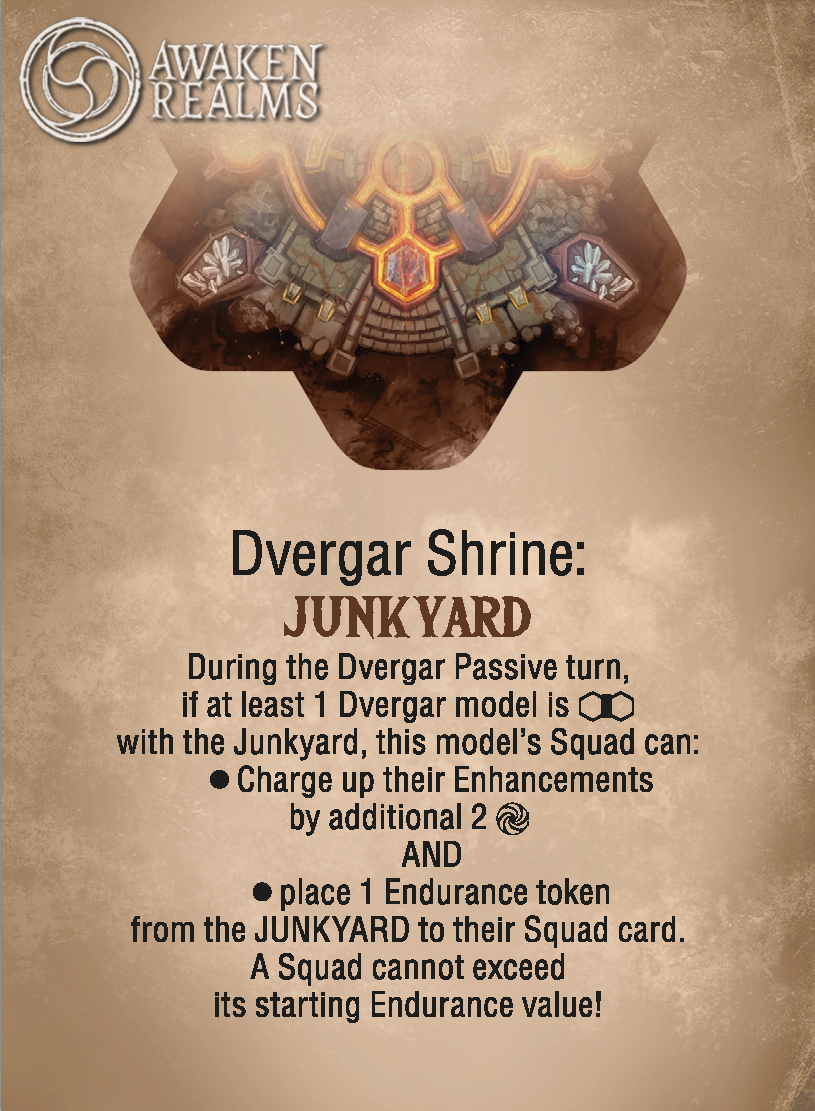 AWAKEN
REALMS
Dvergar Shrine:
JUNKYARD
During the Dvergar Passive turn,
if at least 1 Dvergar model is
with the Junkyard, this model's Squad can:
● Charge up their Enhancements
by additional 2
AND
● place 1 Endurance token
from the JUNKYARD to their Squad card.
A Squad cannot exceed
its starting Endurance value!